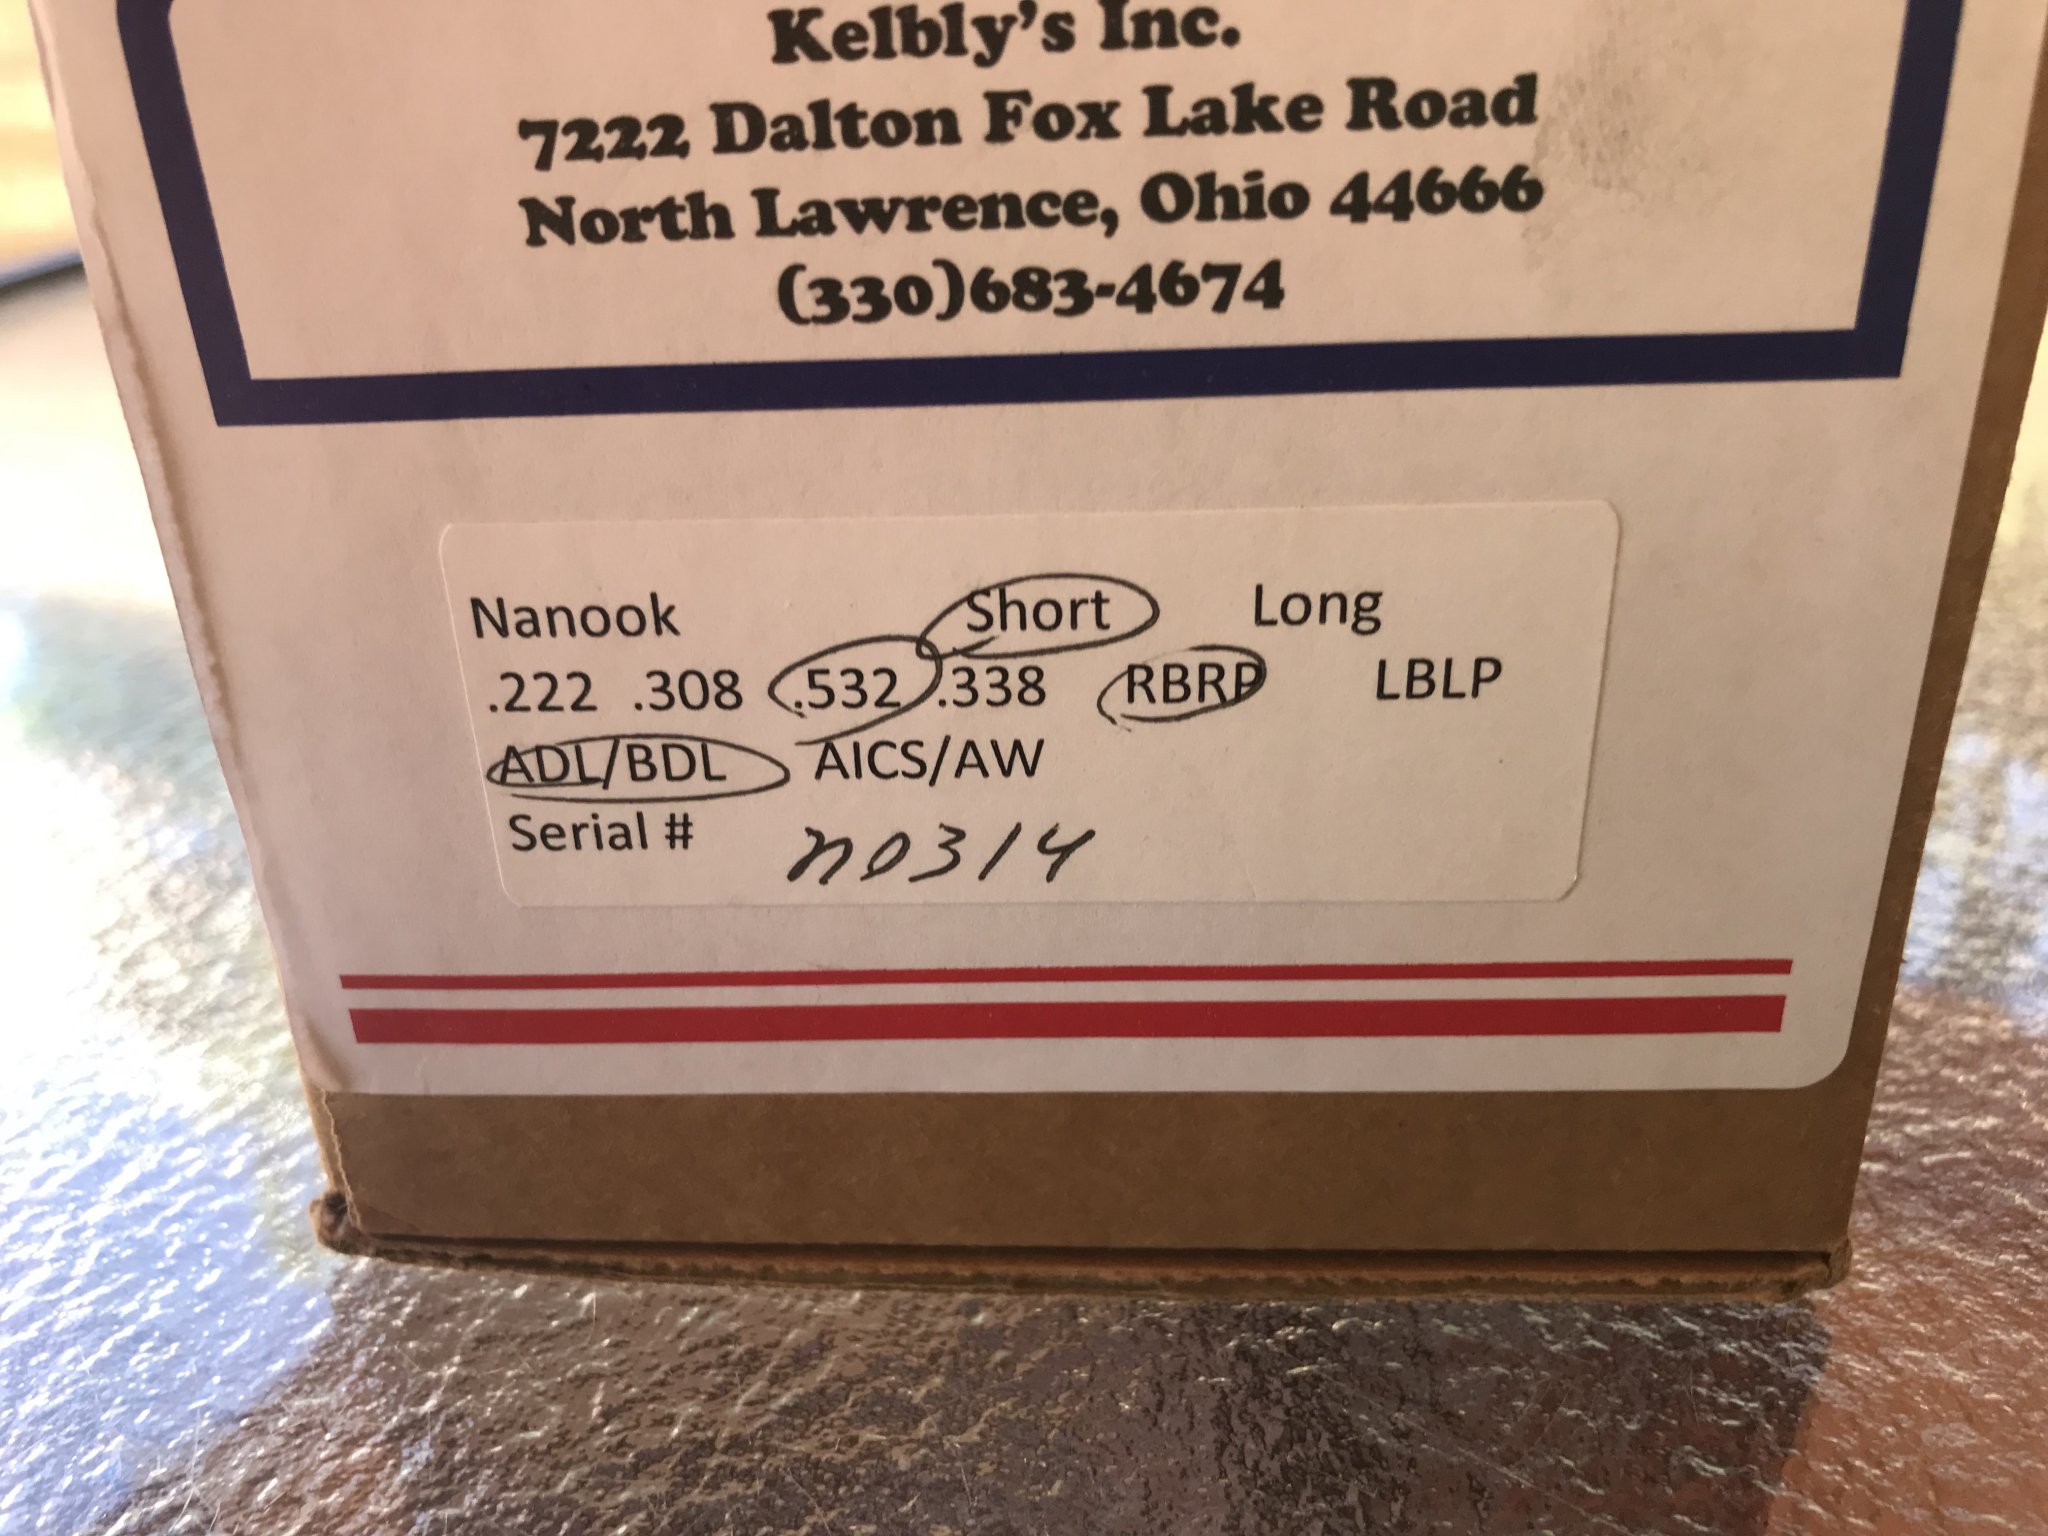 Kelbly's Inc.
7222 Dalton Fox Lake Road
North Lawrence, Ohio 44666
(330)683-4674
Nanook Short Long
.222 .308 .532 .338 RBRP LBLP
ADL/BDL AICS/AW
Serial # n0314